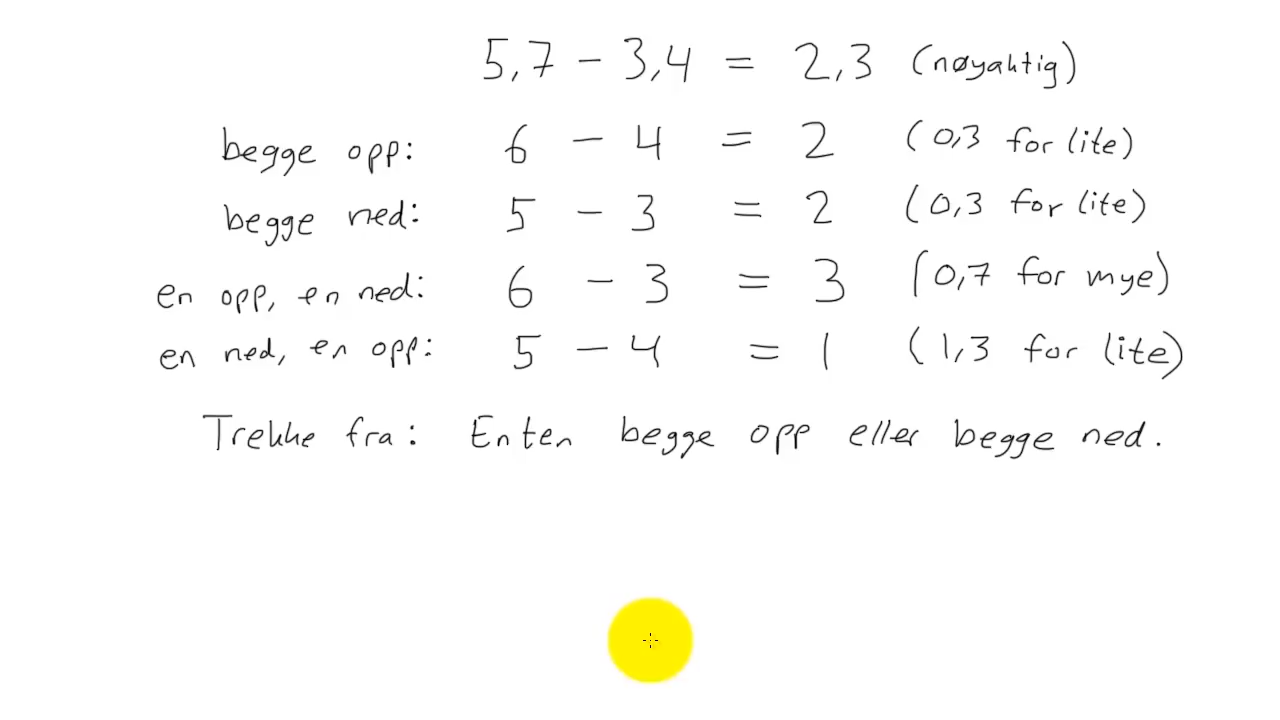 5,7 - 3,4 = 2,3 (nøyaktig)
begge opp: 6 - 4 = 2 (0,3 for lite)
begge ned: 5 - 3 = 2 (0,3 for lite)
en opp, en ned: 6 - 3 = 3 (0,7 for mye)
en ned, en opp: 5 - 4 = 1 (1,3 for lite)
Trekke fra: Enten begge opp eller begge ned.